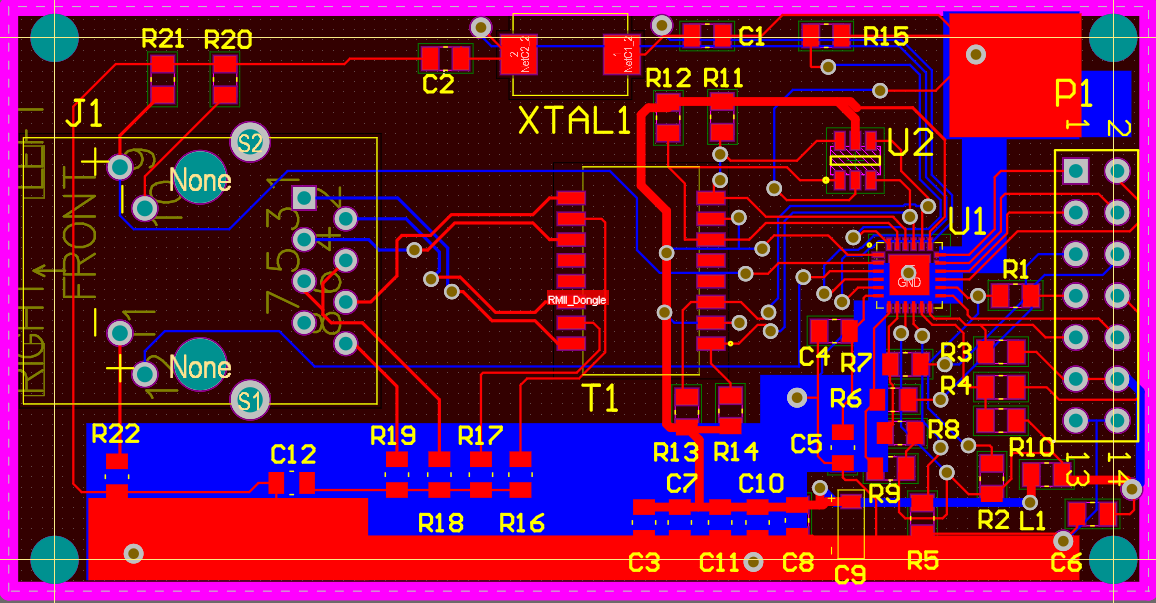 R21
R20
C2
2
NetC2_2
NetC1_2
C1
R15
XTAL1
R12
R11
P1
1
2
J1
S2
9
None
10
U2
1
2
3
4
5
6
7
8
LEFT
FRONT
RIGHT
U1
GND
R1
RMII_Dongle
11
12
None
S1
T1
C4
R7
R3
R6
R4
R22
C12
R19
R17
R13
R14
C5
R8
R10
13
14
C7
C10
R9
R18
R16
R2
L1
C3
C11
C8
C9
R5
C6